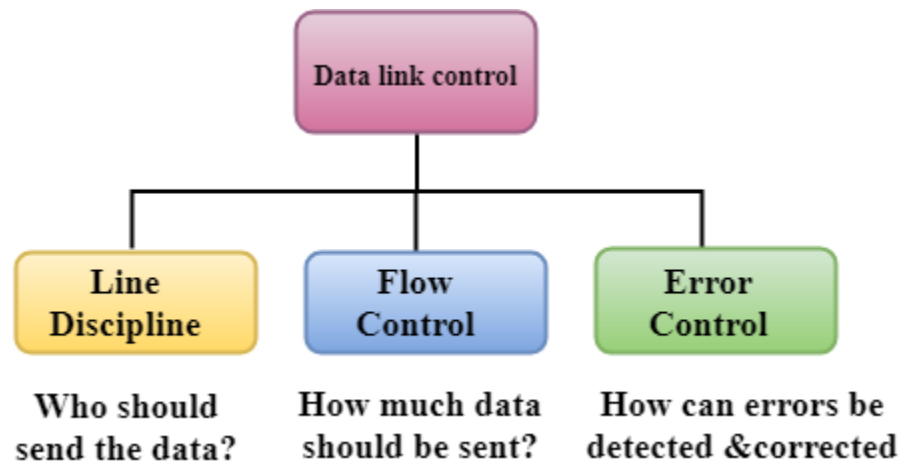 Data link control
Line
Discipline
Flow
Control
Error
Control
Who should
send the data?
How much data
should be sent?
How can errors be
detected &corrected